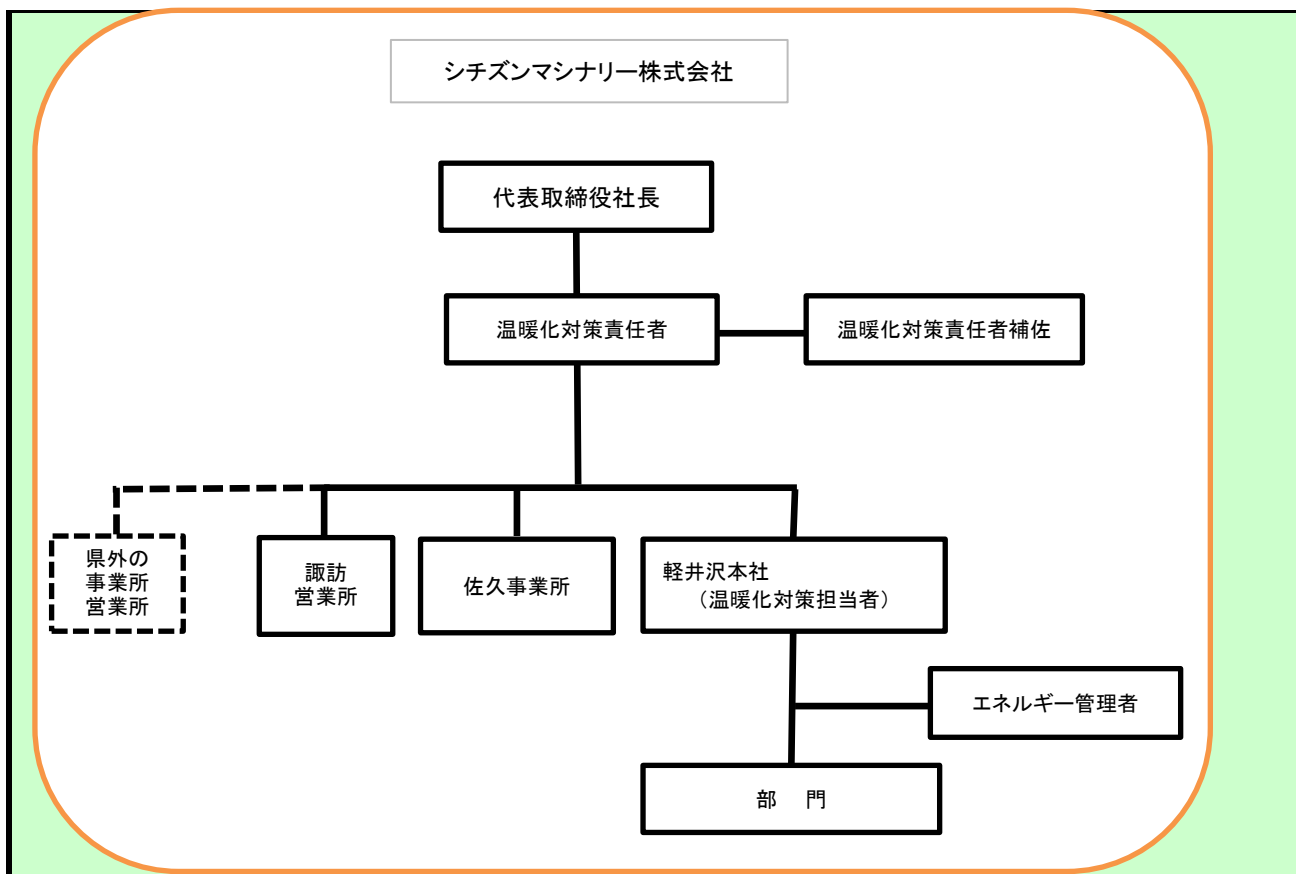 シチズンマシナリー株式会社
代表取締役社長
温暖化対策責任者
温暖化対策責任者補佐
県外の
事業所
営業所
諏訪
営業所
佐久事業所
軽井沢本社
（温暖化対策担当者）
エネルギー管理者
部　門